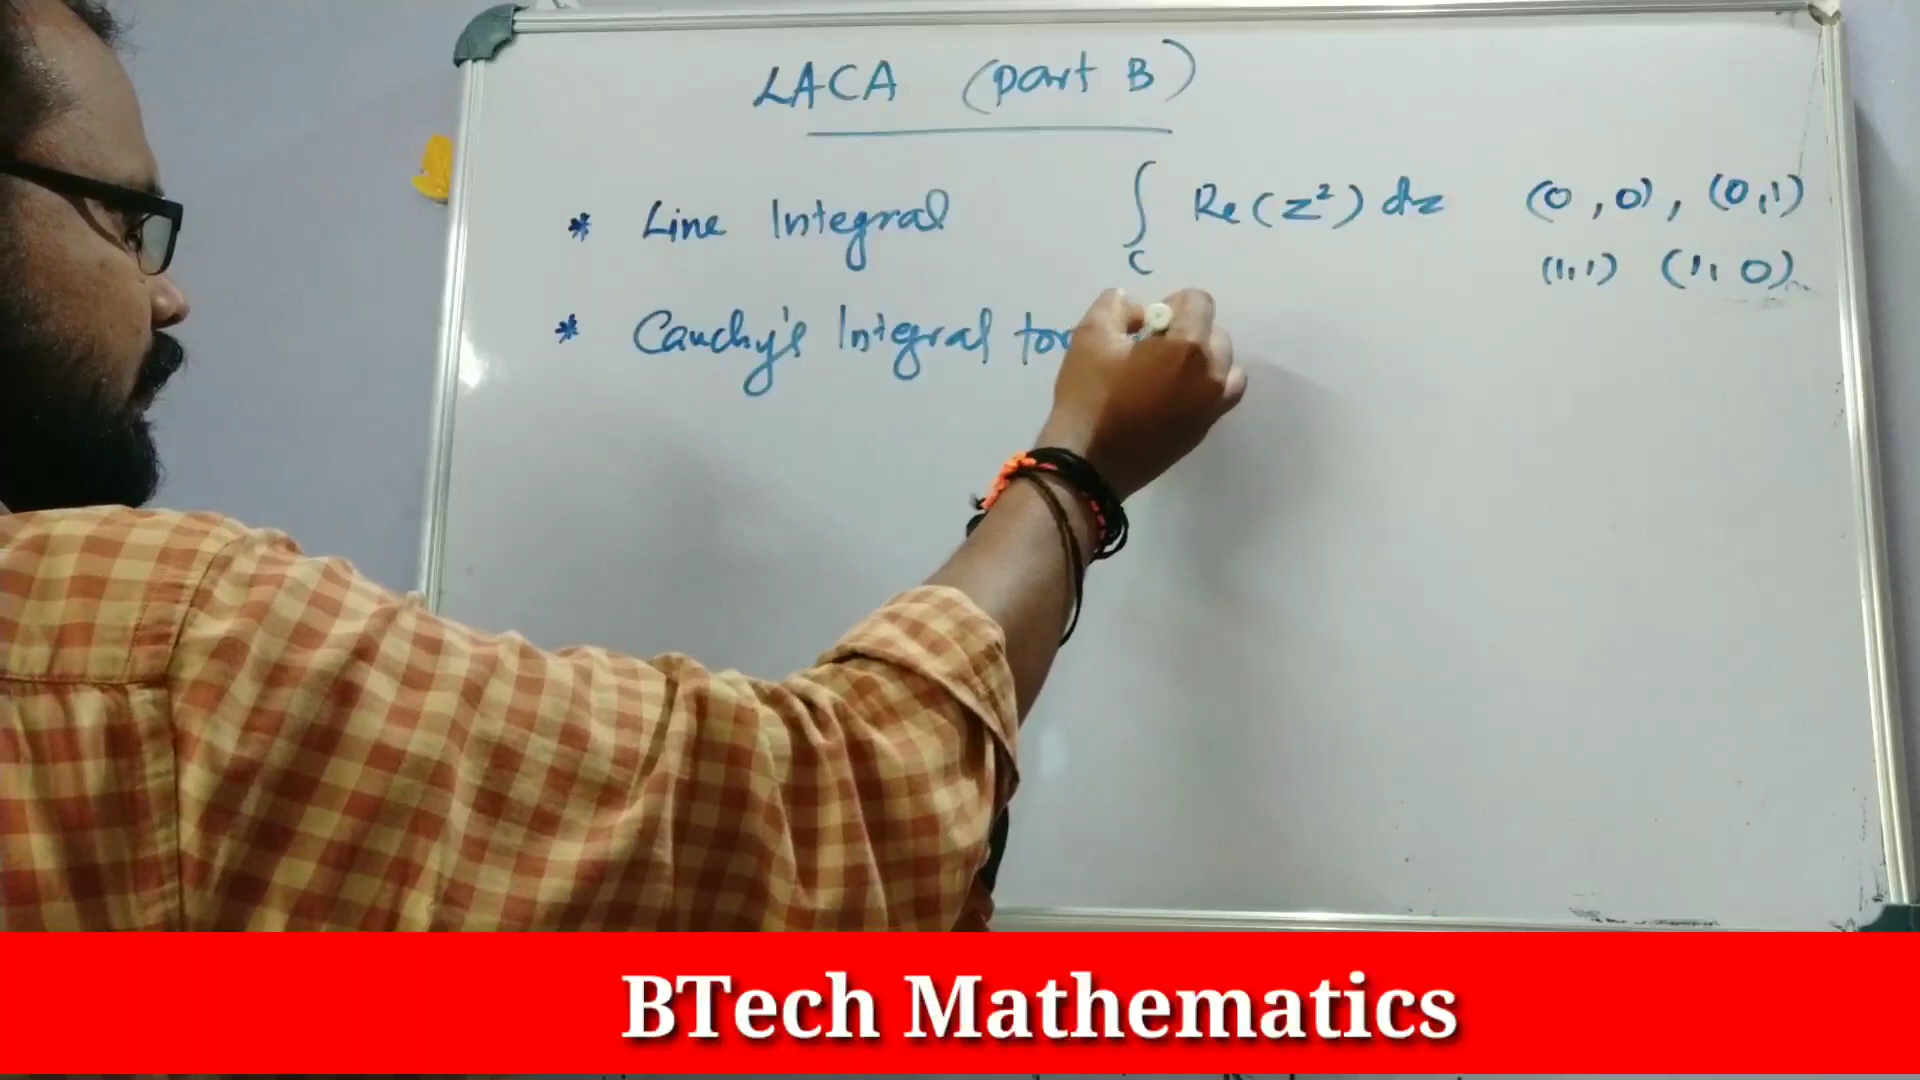 LACA (part B)
* Line Integral ∫ Re(z²) dz (0,0), (0,1)
C (1,1) (1,0)
* Cauchy's Integral for
BTech Mathematics